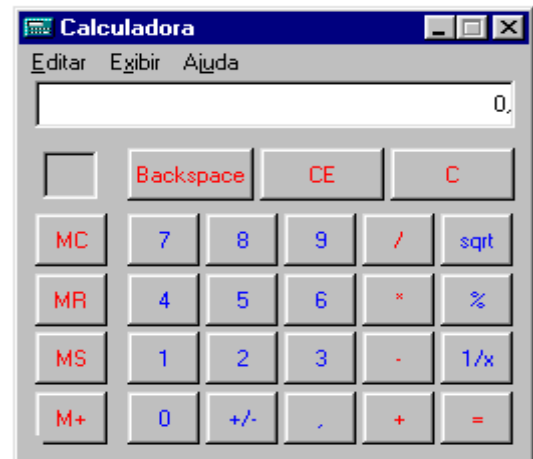 Calculadora
Editar Exibir Ajuda
0,
Backspace CE C
MC 7 8 9 / sqrt
MR 4 5 6 * %
MS 1 2 3 - 1/x
M+ 0 +/- , + =